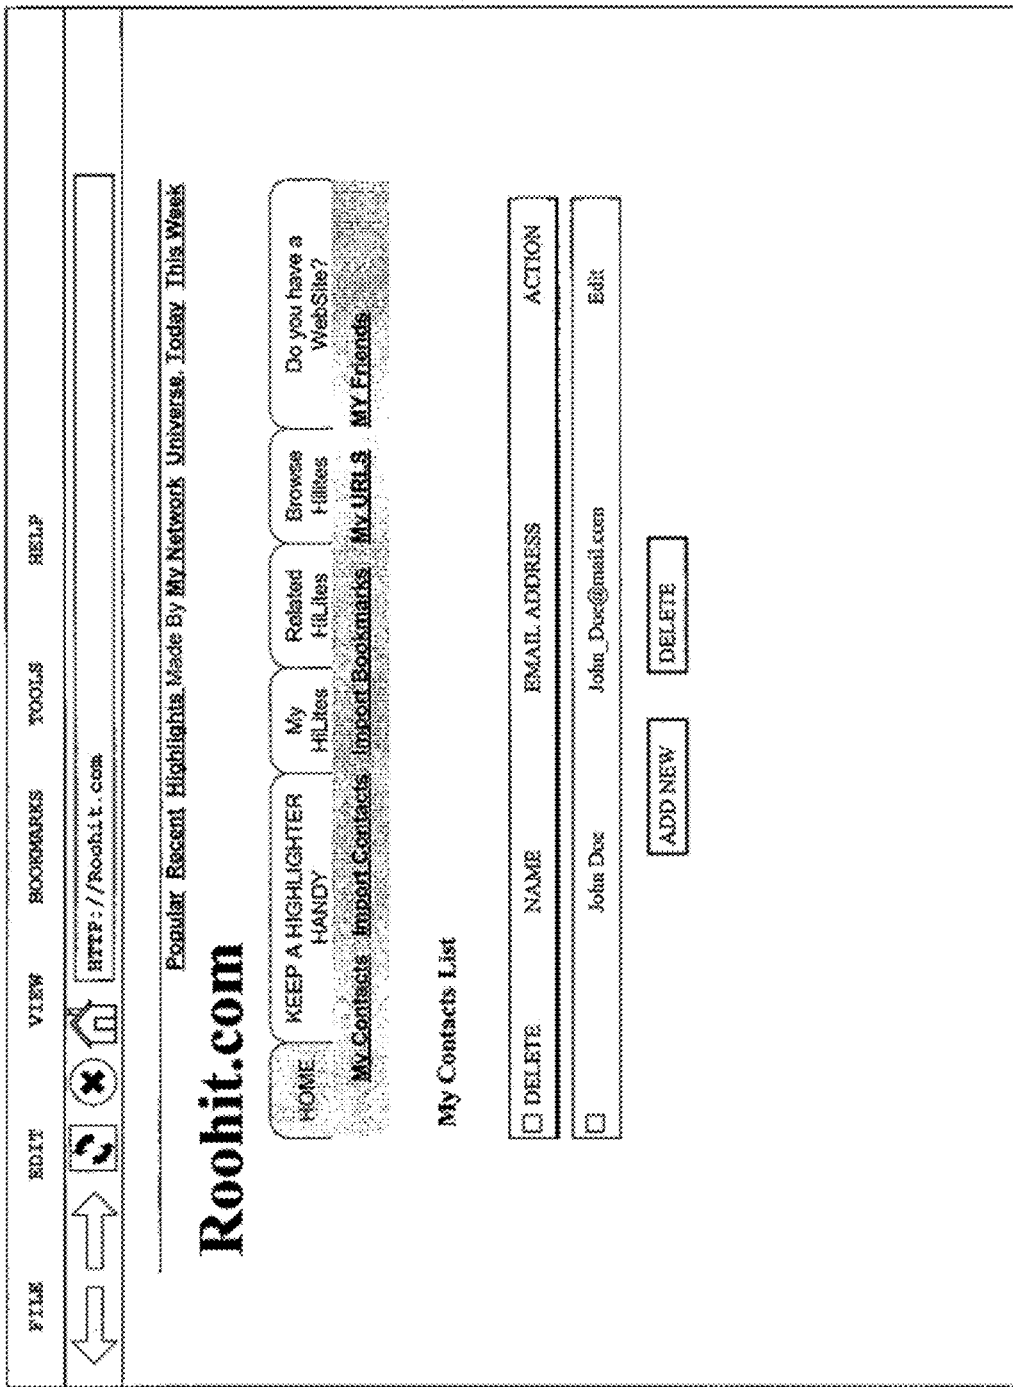 FILE EDIT VIEW BOOKMARKS TOOLS HELP
HTTP://Roohit.com
Popular Recent Highlights Made By My Network Universe, Today This Week
Roohit.com
HOME
KEEP A HIGHLIGHTER
HANDY
My
HiLites
Related
HiLites
Browse
Hilites
Do you have a
WebSite?
My Contacts Import Contacts Import Bookmarks My URLS MY Friends
My Contacts List
DELETE NAME EMAIL ADDRESS ACTION
John Doe John_Doe@mail.com Edit
ADD NEW DELETE